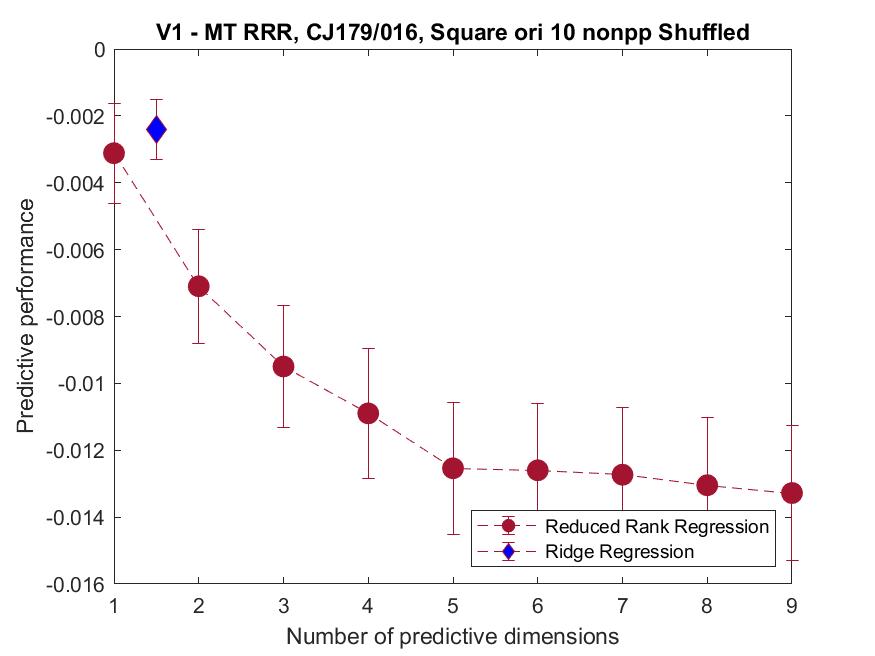 V1 - MT RRR, CJ179/016, Square ori 10 nonpp Shuffled
0
-0.002
-0.004
-0.006
-0.008
-0.01
-0.012
-0.014
-0.016
Predictive performance
Reduced Rank Regression
Ridge Regression
1 2 3 4 5 6 7 8 9
Number of predictive dimensions